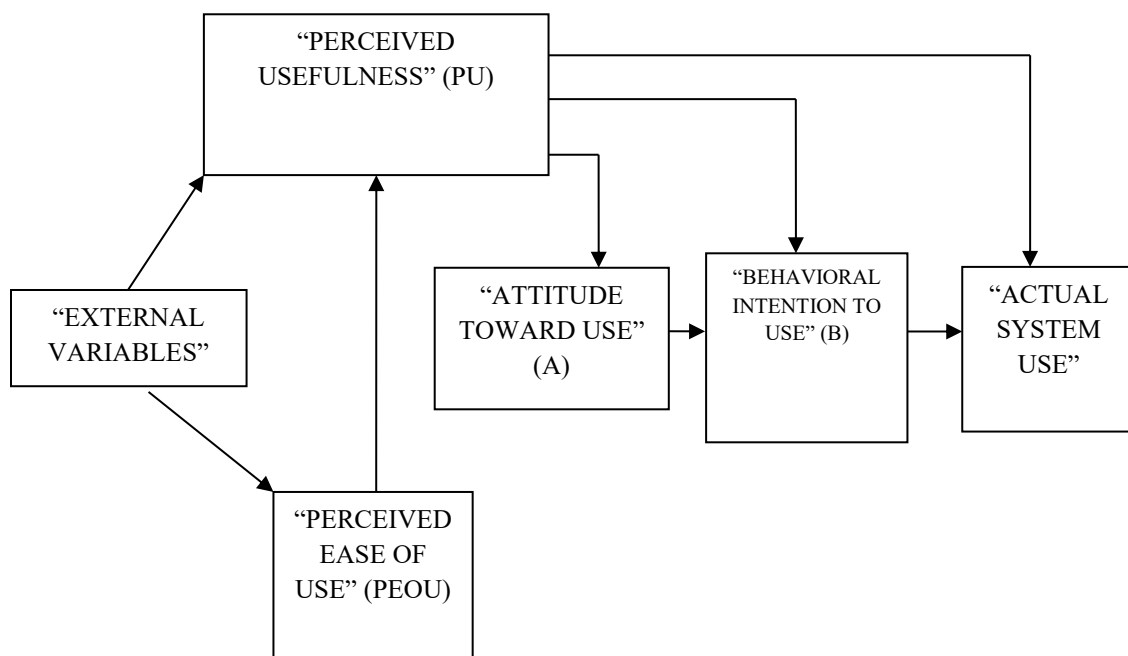 “PERCEIVED
USEFULNESS” (PU)
“EXTERNAL
VARIABLES”
“ATTITUDE
TOWARD USE”
(A)
“BEHAVIORAL
INTENTION TO
USE” (B)
“ACTUAL
SYSTEM
USE”
“PERCEIVED
EASE OF
USE” (PEOU)